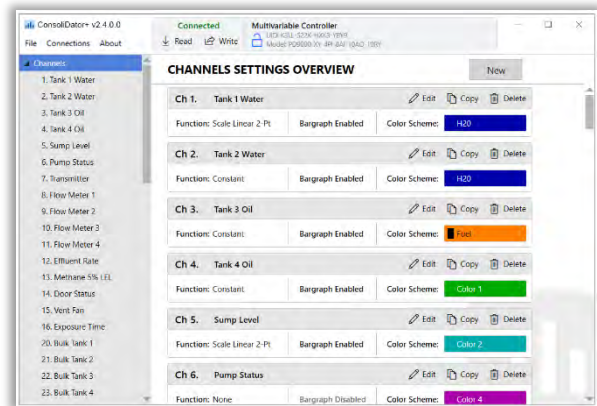 ConsoliDator+ v2.4.0.0
File Connections About
Connected
Read Write
Multivariable Controller
CHANNELS SETTINGS OVERVIEW
New
Channels
1. Tank 1 Water
2. Tank 2 Water
3. Tank 3 Oil
4. Tank 4 Oil
5. Sump Level
6. Pump Status
7. Transmitter
8. Flow Meter 1
9. Flow Meter 2
10. Flow Meter 3
11. Flow Meter 4
12. Effluent Rate
13. Methane 5% LEL
14. Door Status
15. Vent Fan
16. Exposure Time
20. Bulk Tank 1
21. Bulk Tank 2
22. Bulk Tank 3
23. Bulk Tank 4
Ch 1. Tank 1 Water Edit Copy Delete
Function: Scale Linear 2-Pt Bargraph Enabled Color Scheme: H20
Ch 2. Tank 2 Water Edit Copy Delete
Function: Constant Bargraph Enabled Color Scheme: H20
Ch 3. Tank 3 Oil Edit Copy Delete
Function: Constant Bargraph Enabled Color Scheme: Fuel
Ch 4. Tank 4 Oil Edit Copy Delete
Function: Constant Bargraph Enabled Color Scheme: Color 1
Ch 5. Sump Level Edit Copy Delete
Function: Scale Linear 2-Pt Bargraph Enabled Color Scheme: Color 2
Ch 6. Pump Status Edit Copy Delete
Function: None Bargraph Disabled Color Scheme: Color 4